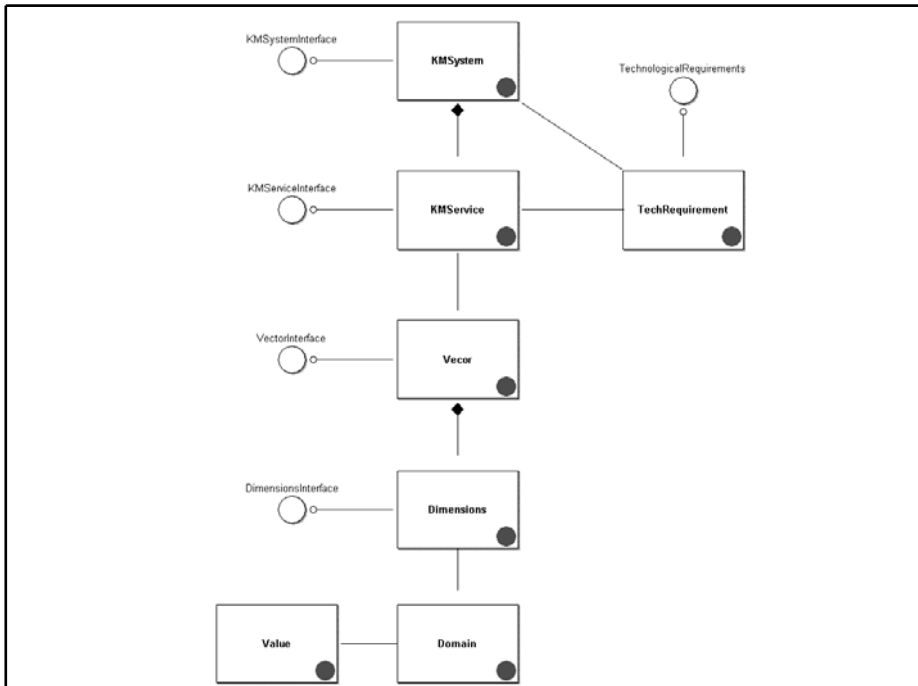 KMSystemInterface
KMSystem
TechnologicalRequirements
KMServiceInterface
KMService
TechRequirement
VectorInterface
Vecor
DimensionsInterface
Dimensions
Value
Domain